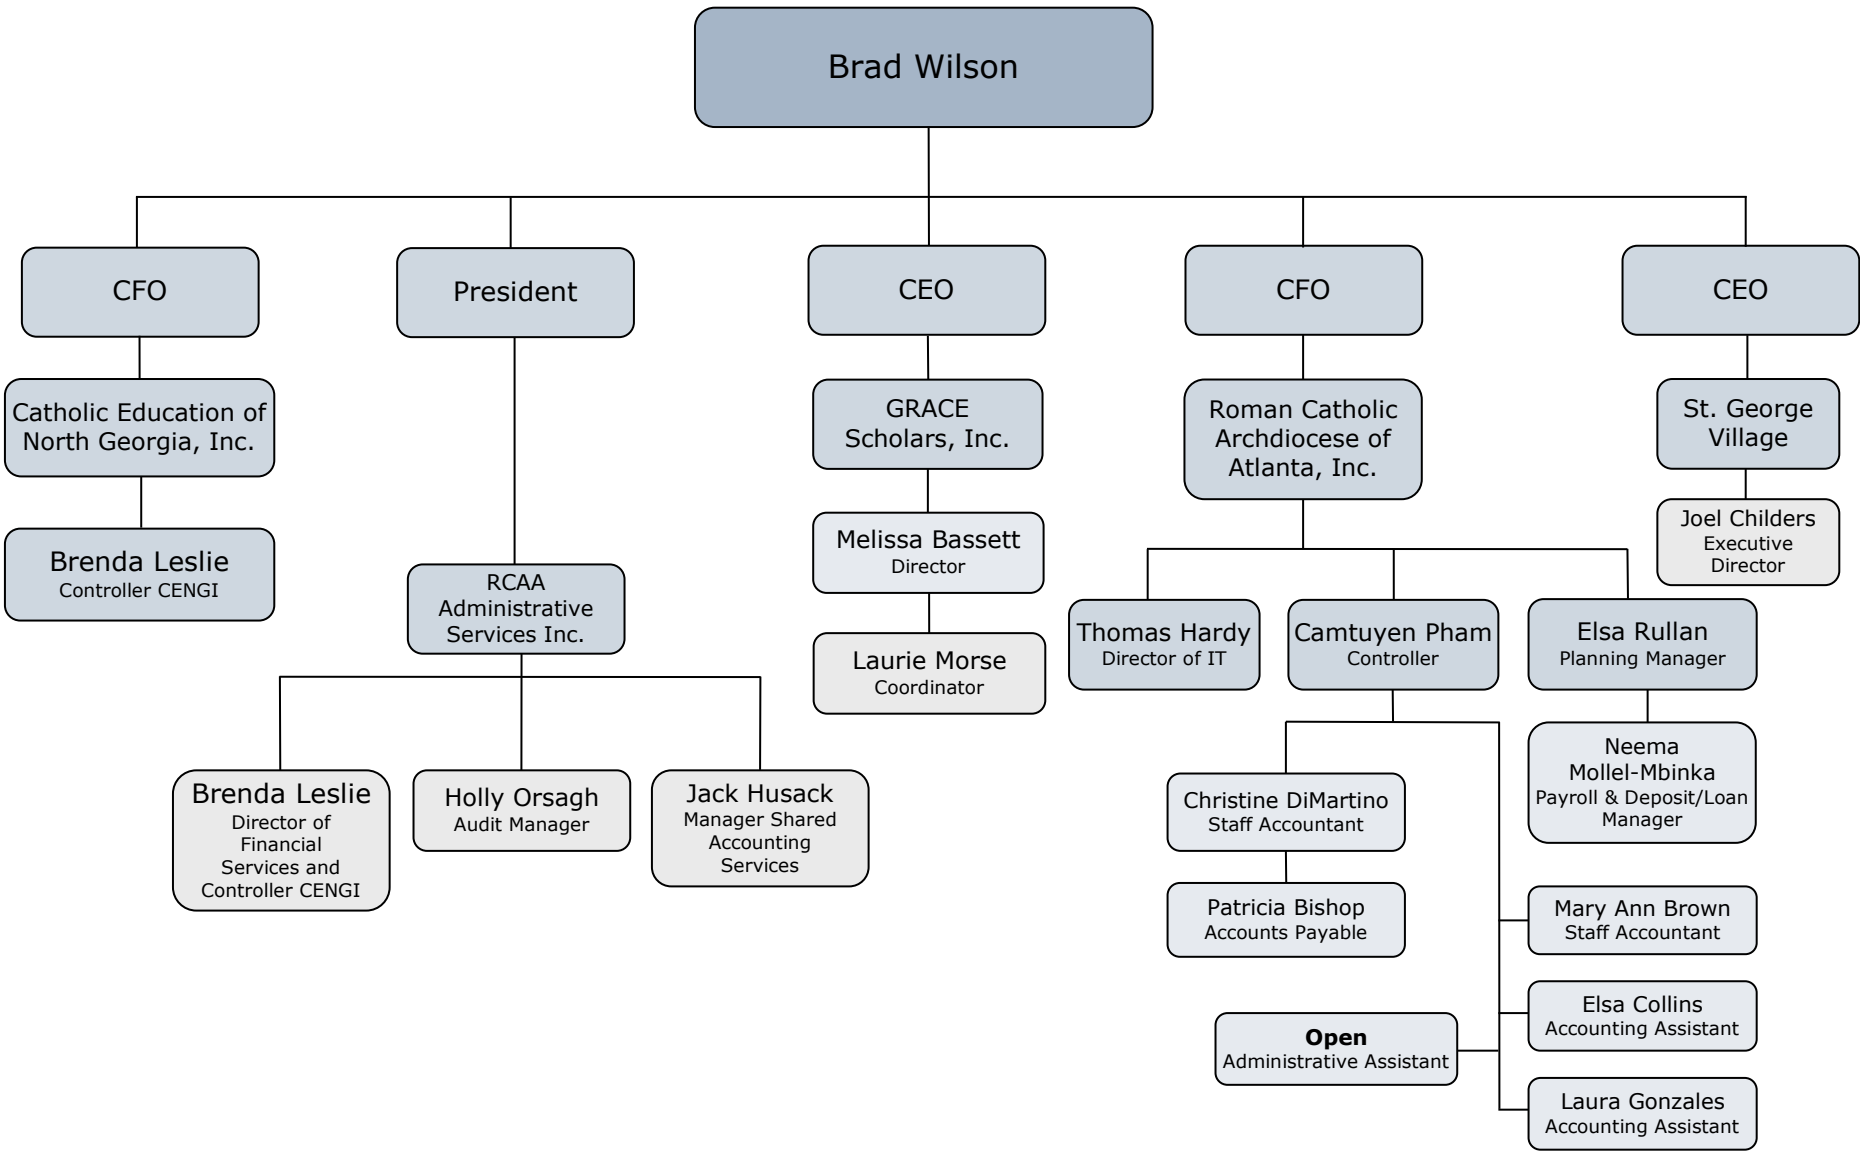 Brad Wilson
CFO
President
CEO
CFO
CEO
Catholic Education of
North Georgia, Inc.
GRACE
Scholars, Inc.
Roman Catholic
Archdiocese of
Atlanta, Inc.
St. George
Village
Brenda Leslie
Controller CENGI
RCAA
Administrative
Services Inc.
Melissa Bassett
Director
Joel Childers
Executive
Director
Laurie Morse
Coordinator
Thomas Hardy
Director of IT
Camtuyen Pham
Controller
Elsa Rullan
Planning Manager
Brenda Leslie
Director of
Financial
Services and
Controller CENGI
Holly Orsagh
Audit Manager
Jack Husack
Manager Shared
Accounting
Services
Christine DiMartino
Staff Accountant
Neema
Mollel-Mbinka
Payroll & Deposit/Loan
Manager
Patricia Bishop
Accounts Payable
Mary Ann Brown
Staff Accountant
Elsa Collins
Accounting Assistant
Open
Administrative Assistant
Laura Gonzales
Accounting Assistant